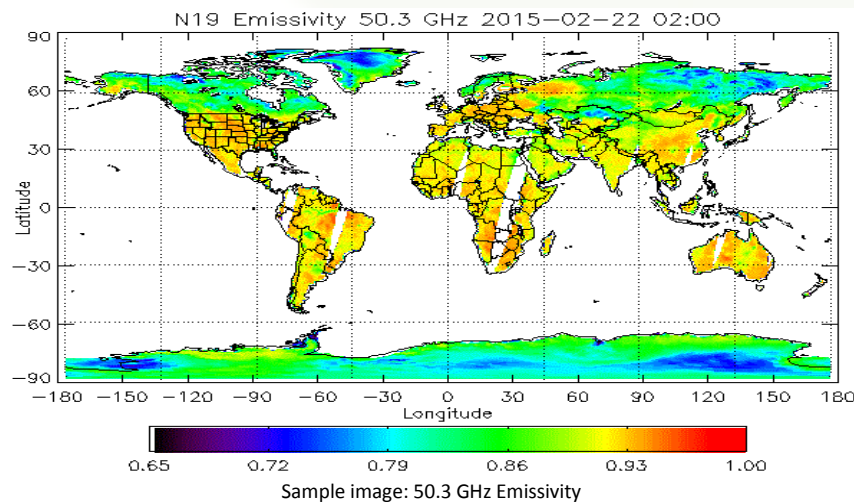 N19 Emissivity 50.3 GHz 2015-02-22 02:00
90
60
30
0
-30
-60
-90
Latitude
-180 -150 -120 -90 -60 -30 0 30 60 90 120 150 180
Longitude
0.65 0.72 0.79 0.86 0.93 1.00
Sample image: 50.3 GHz Emissivity